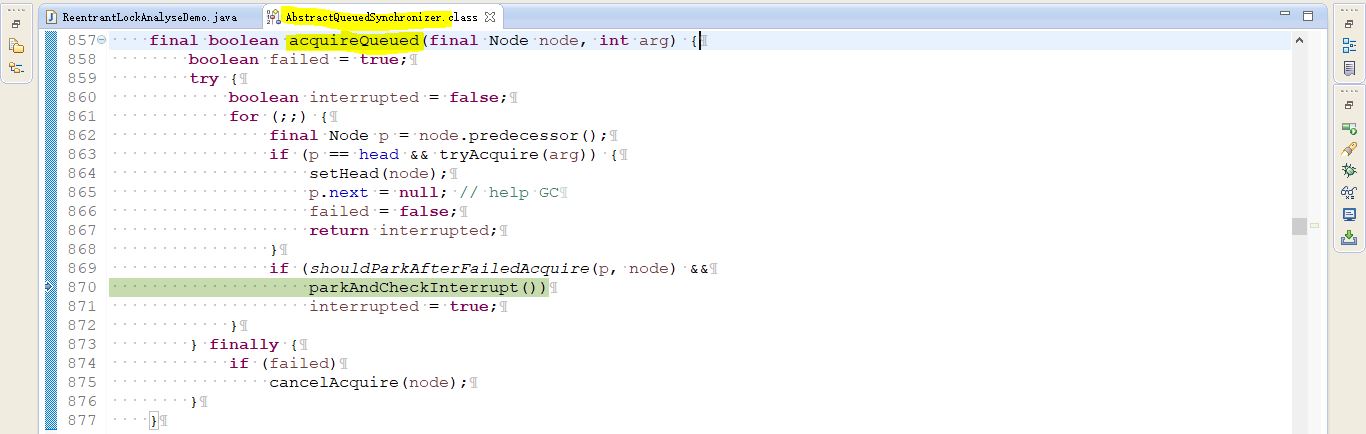 ReentrantLockAnalyseDemo.java AbstractQueuedSynchronizer.class
857 final boolean acquireQueued(final Node node, int arg) {¶
858 boolean failed = true;¶
859 try {¶
860 boolean interrupted = false;¶
861 for (;;) {¶
862 final Node p = node.predecessor();¶
863 if (p == head && tryAcquire(arg)) {¶
864 setHead(node);¶
865 p.next = null; // help GC¶
866 failed = false;¶
867 return interrupted;¶
868 }¶
869 if (shouldParkAfterFailedAcquire(p, node) &&¶
870 parkAndCheckInterrupt())¶
871 interrupted = true;¶
872 }¶
873 } finally {¶
874 if (failed)¶
875 cancelAcquire(node);¶
876 }¶
877 }¶